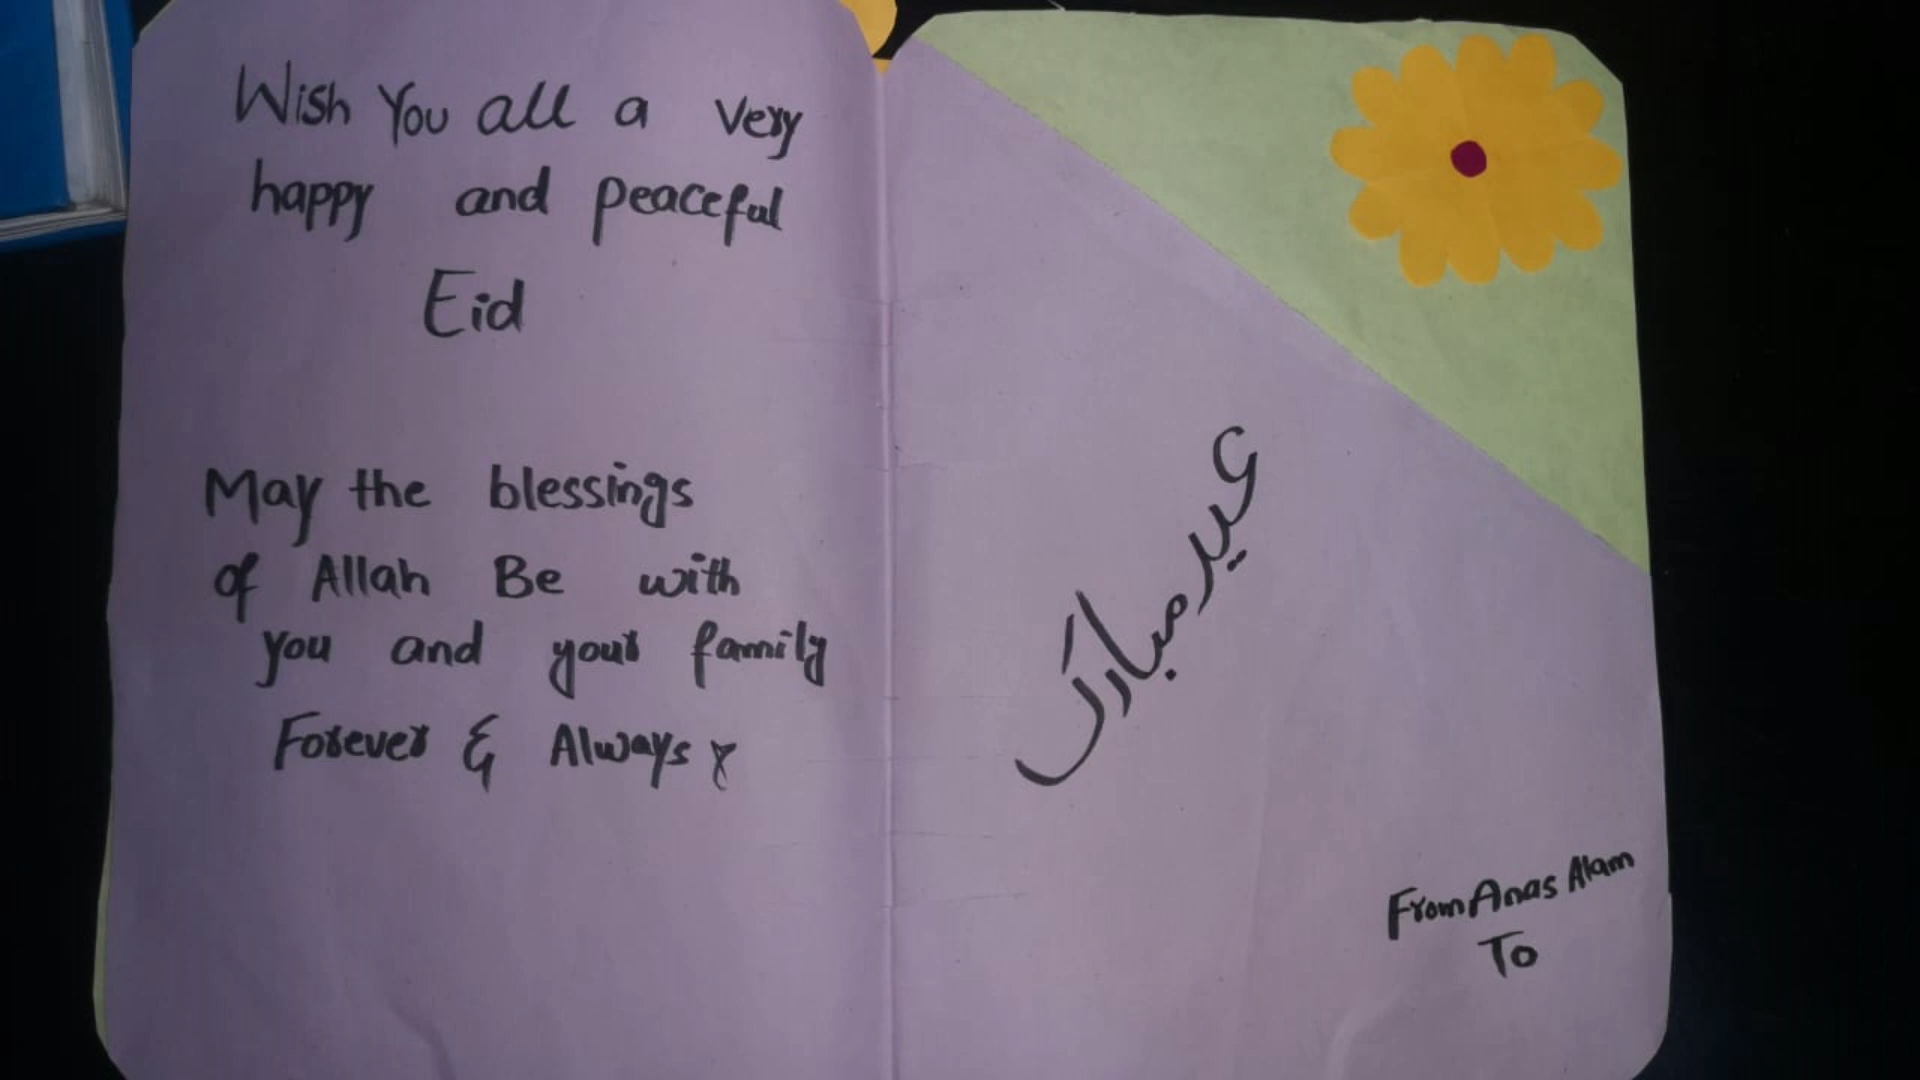 Wish You all a very
happy and peaceful
Eid
May the blessings
of Allah Be with
you and your family
Forever & Always
عید مبارک
From Anas Alam
To